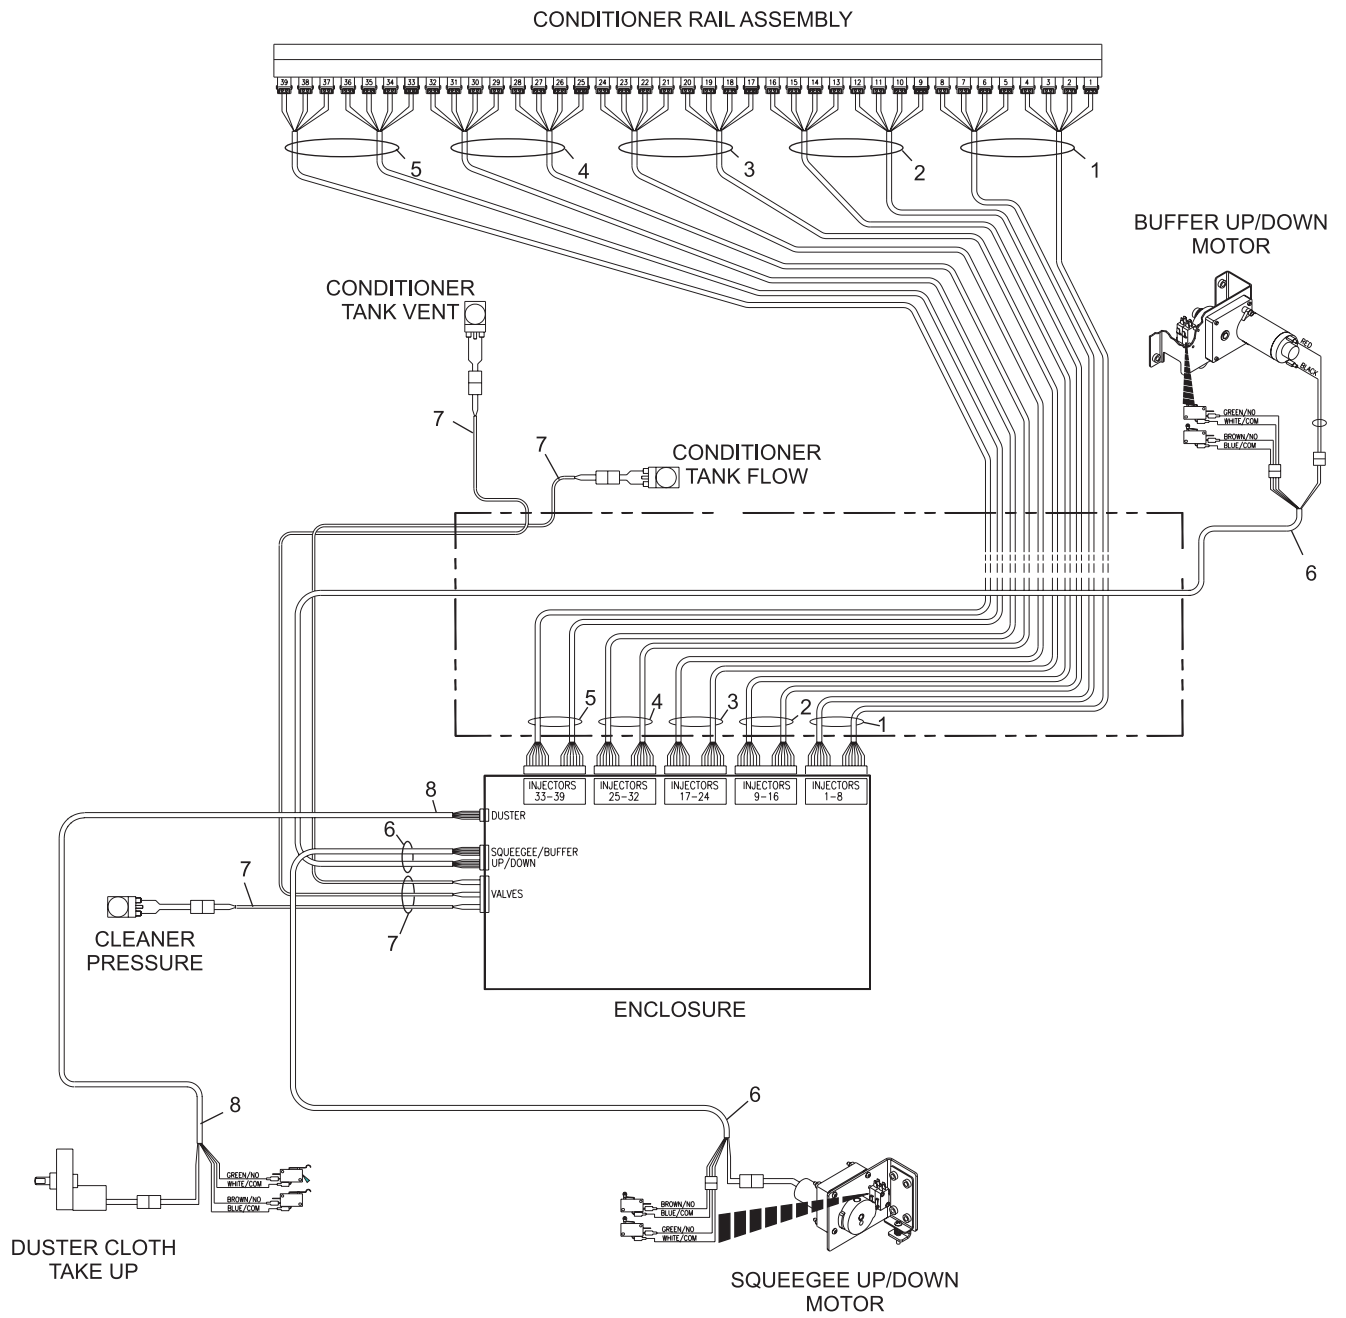 CONDITIONER RAIL ASSEMBLY
39 38 37 36 35 34 33 32 31 30 29 28 27 26 25 24 23 22 21 20 19 18 17 16 15 14 13 12 11 10 9 8 7 6 5 4 3 2 1
5 4 3 2 1
BUFFER UP/DOWN
MOTOR
CONDITIONER
TANK VENT
RED
BLACK
GREEN/NO
WHITE/COM
BROWN/NO
BLUE/COM
7
7
CONDITIONER
TANK FLOW
6
5 4 3 2 1
INJECTORS
33-39
INJECTORS
25-32
INJECTORS
17-24
INJECTORS
9-16
INJECTORS
1-8
8
DUSTER
6
SQUEEGEE/BUFFER
UP/DOWN
7
VALVES
7
CLEANER
PRESSURE
ENCLOSURE
8
6
GREEN/NO
WHITE/COM
BROWN/NO
BLUE/COM
DUSTER CLOTH
TAKE UP
BROWN/NO
BLUE/COM
GREEN/NO
WHITE/COM
SQUEEGEE UP/DOWN
MOTOR